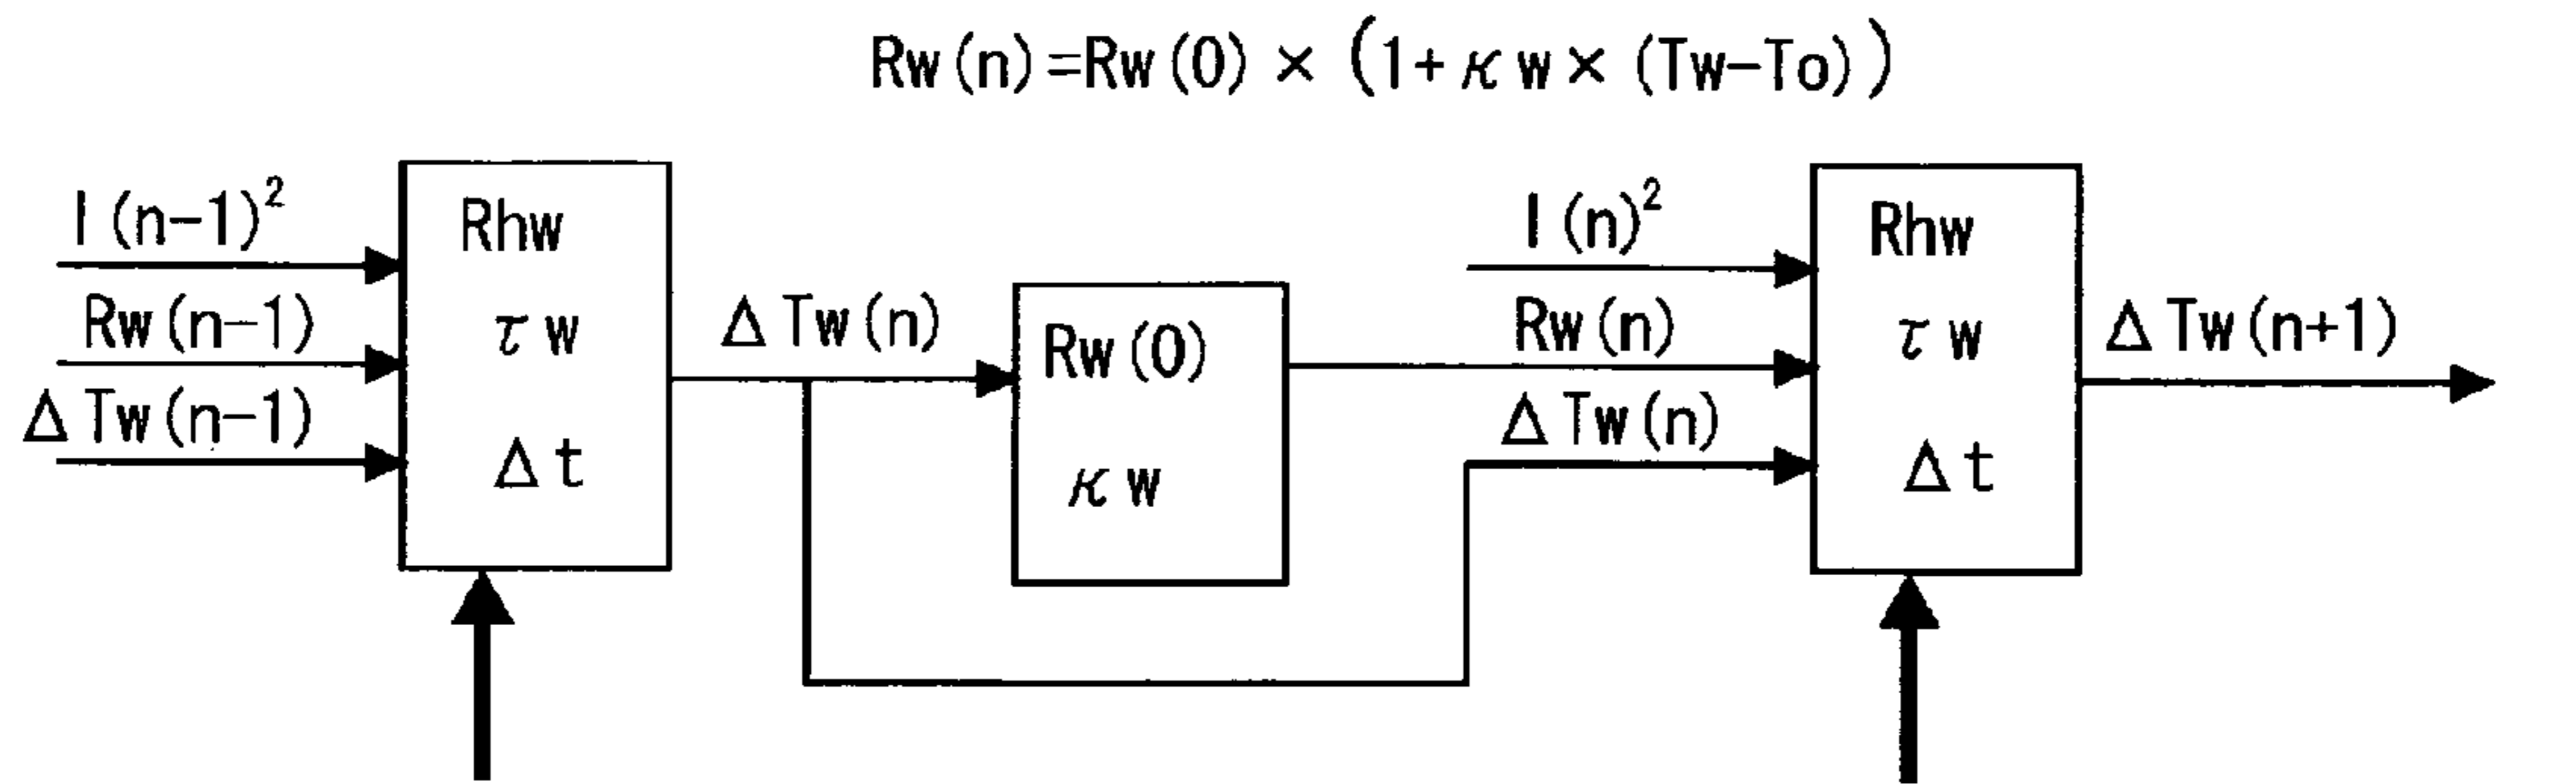 Rw(n)=Rw(0)×(1+κw×(Tw-To))
I(n-1)²
Rw(n-1)
ΔTw(n-1)
Rhw
τw
Δt
ΔTw(n)
Rw(0)
κw
I(n)²
Rw(n)
ΔTw(n)
Rhw
τw
Δt
ΔTw(n+1)